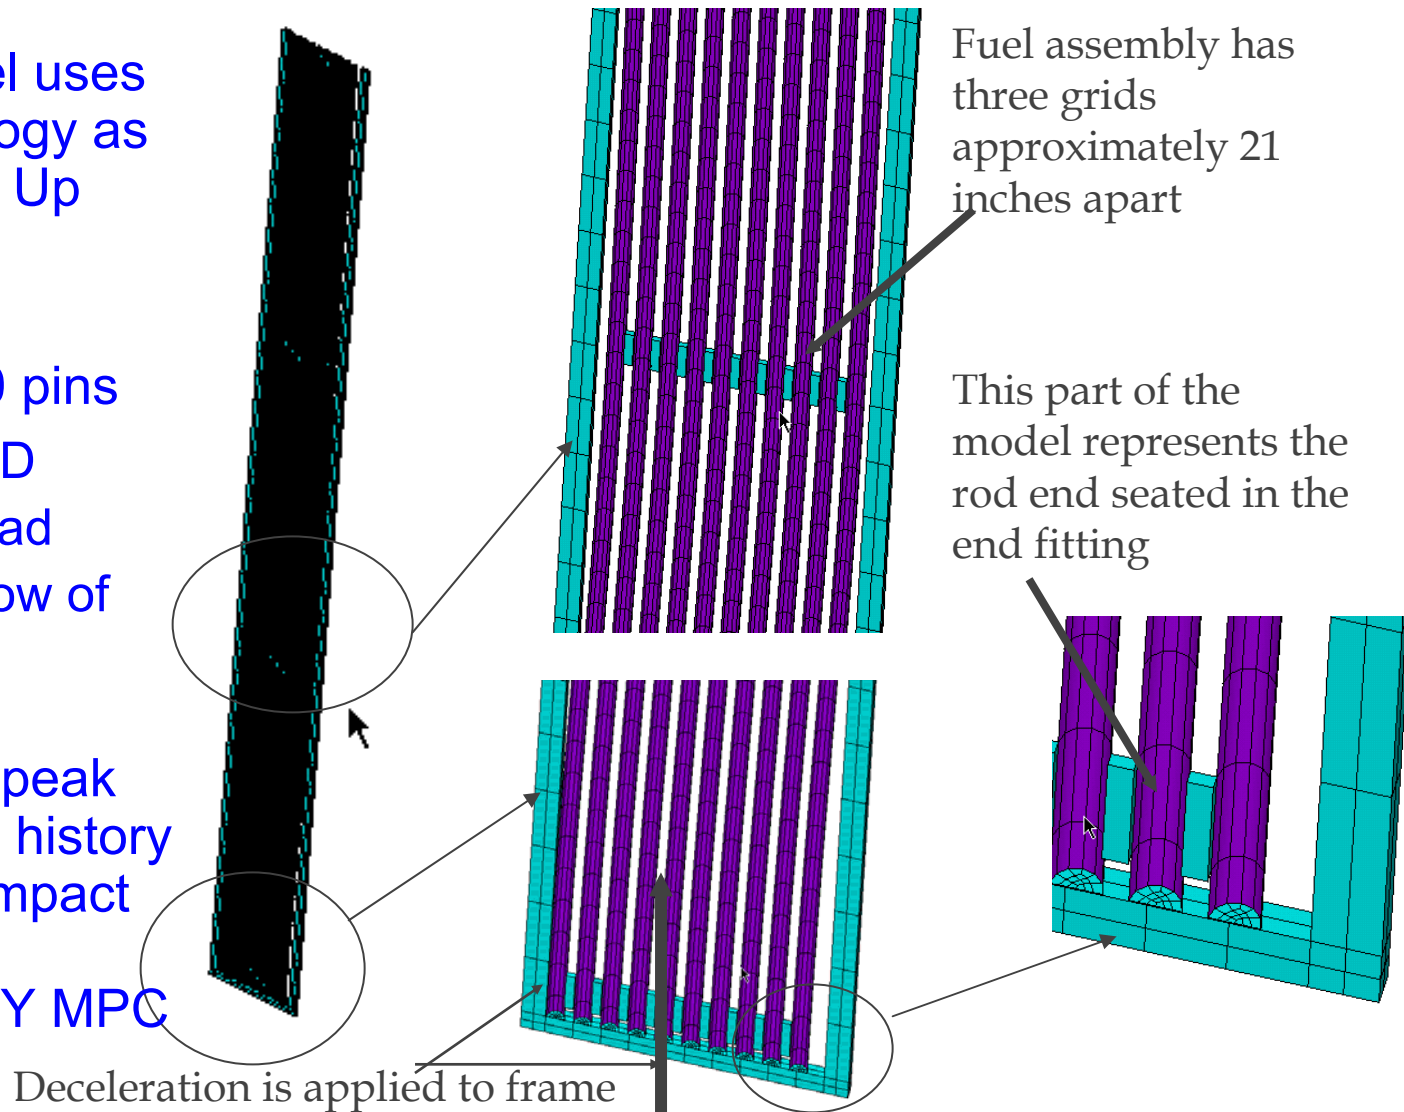 el uses
ogy as
Up
0 pins
D
ad
ow of
peak
history
mpact
Y MPC
Fuel assembly has
three grids
approximately 21
inches apart
This part of the
model represents the
rod end seated in the
end fitting
Deceleration is applied to frame